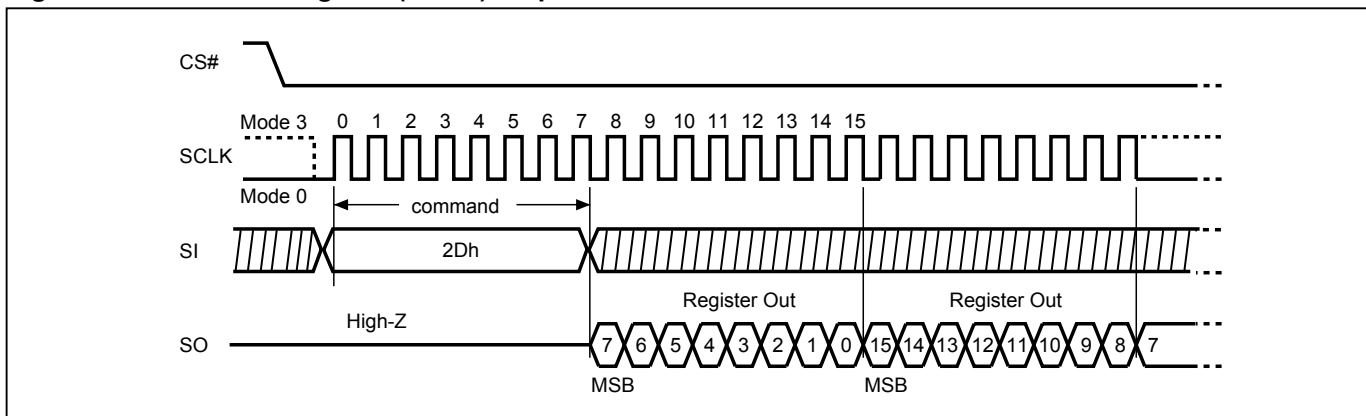 CS#
Mode 3 0 1 2 3 4 5 6 7 8 9 10 11 12 13 14 15
SCLK
Mode 0
command
SI
2Dh
Register Out Register Out
High-Z
SO
7 6 5 4 3 2 1 0 15 14 13 12 11 10 9 8 7
MSB MSB